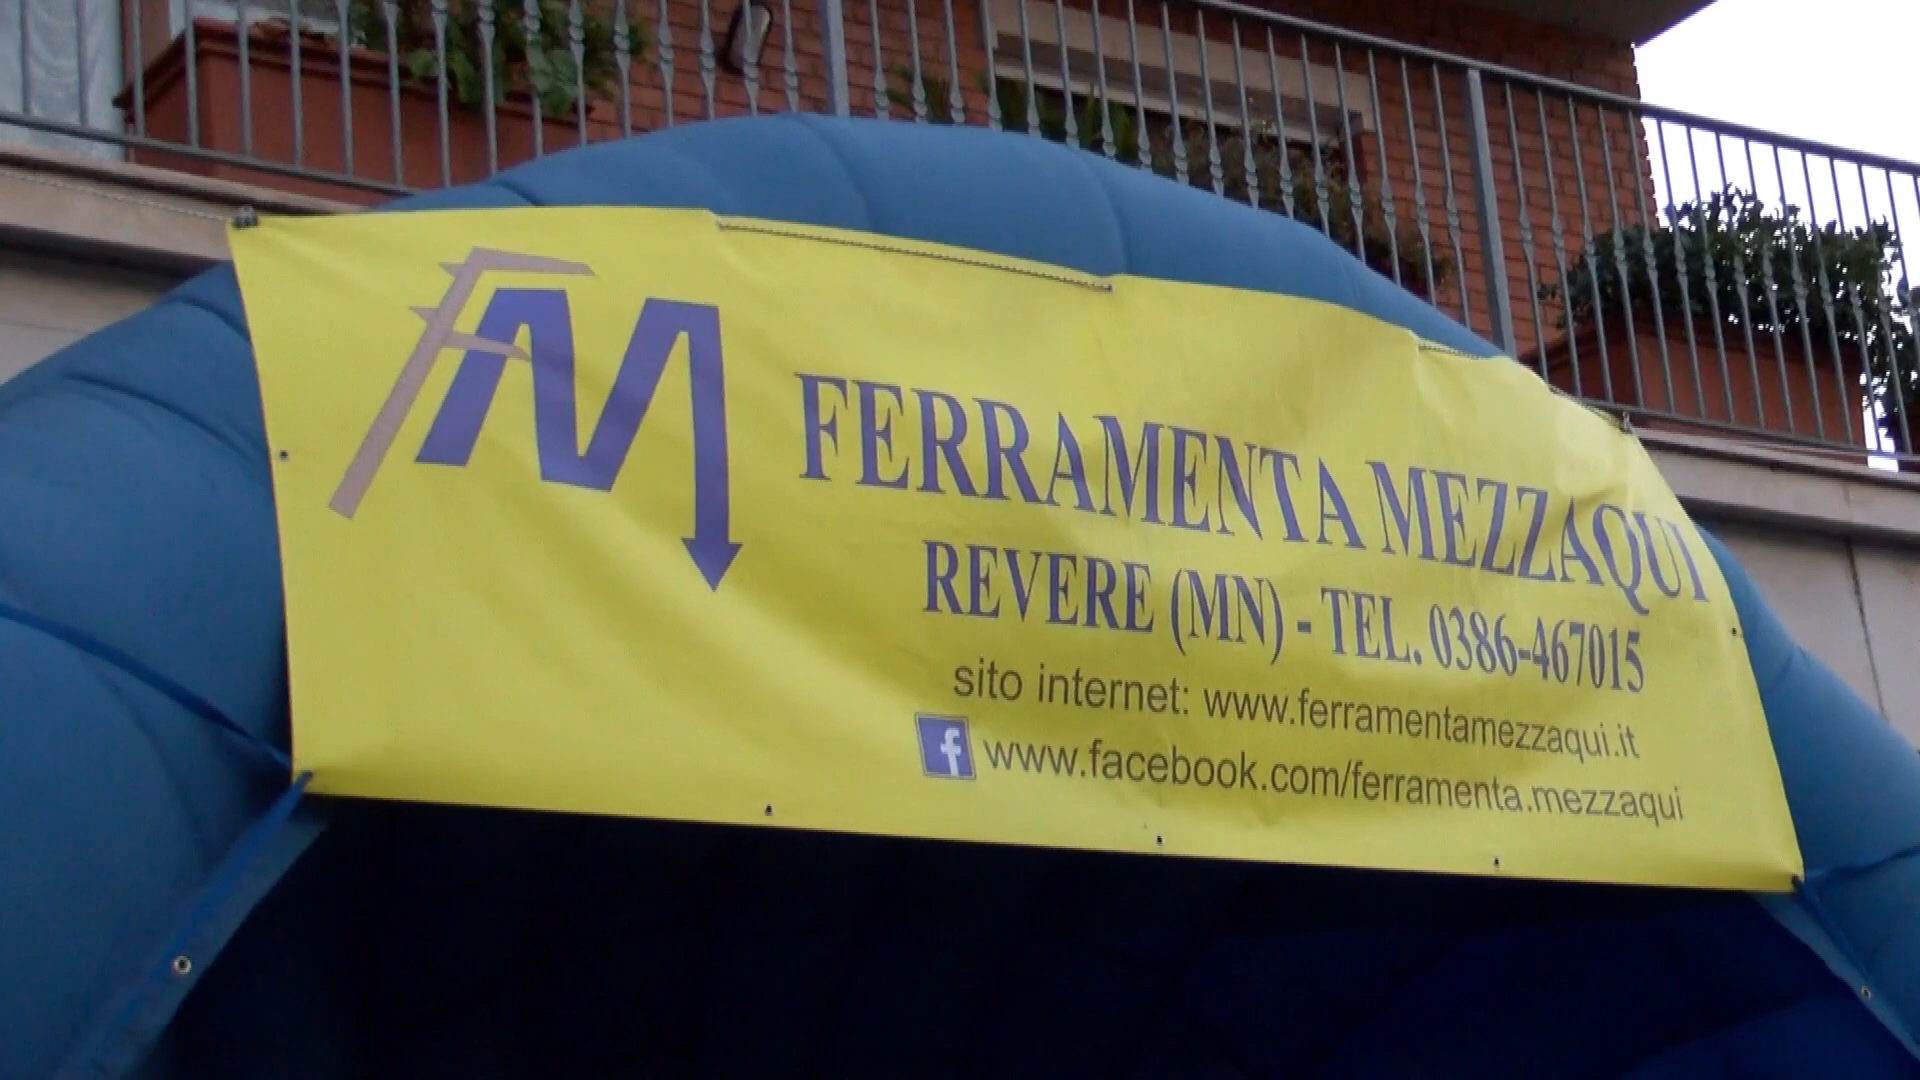 FM
FERRAMENTA MEZZAQUI
REVERE (MN) - TEL. 0386-467015
sito internet: www.ferramentamezzaqui.it
f www.facebook.com/ferramenta.mezzaqui